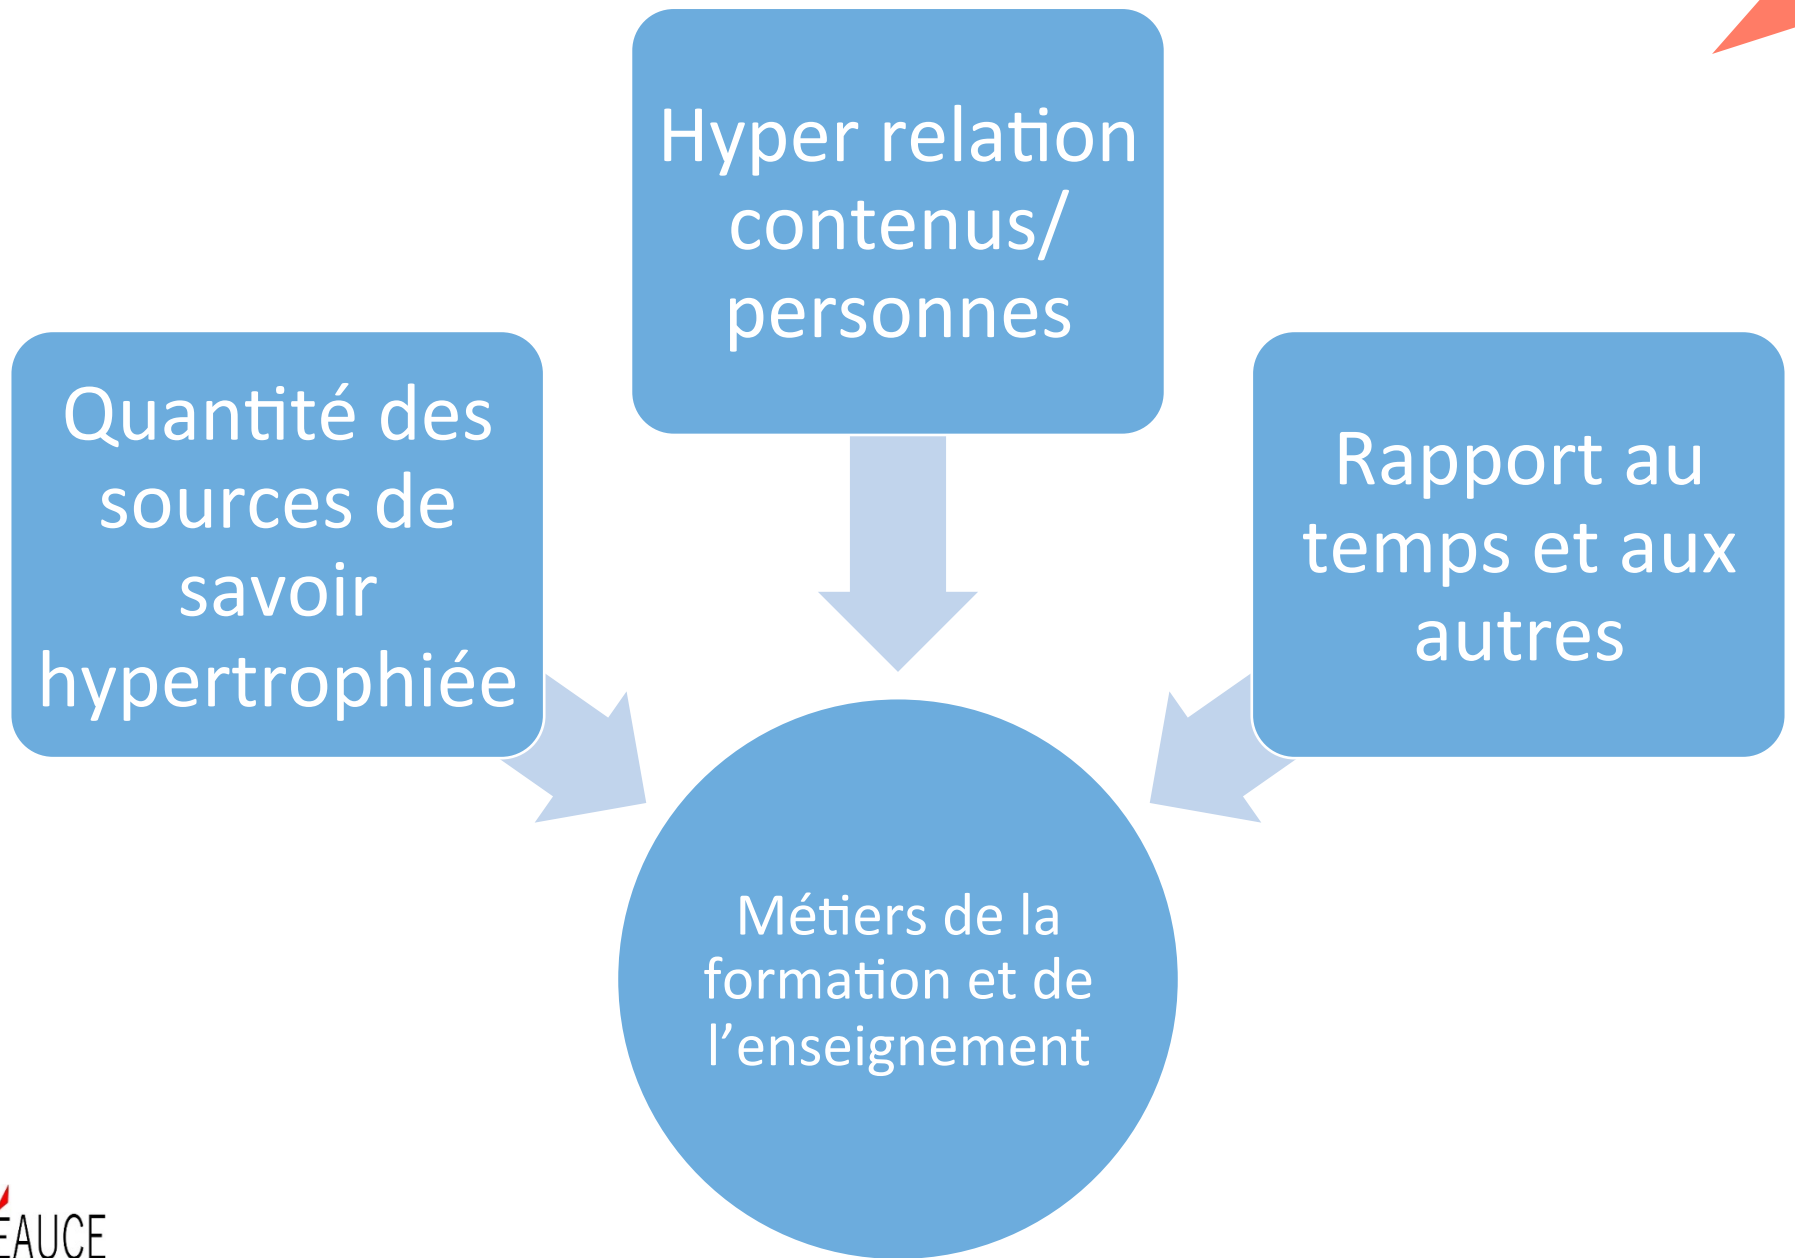 Hyper relation
contenus/
personnes
Quantité des
sources de
savoir
hypertrophiée
Rapport au
temps et aux
autres
Métiers de la
formation et de
l’enseignement
ÉAUCE